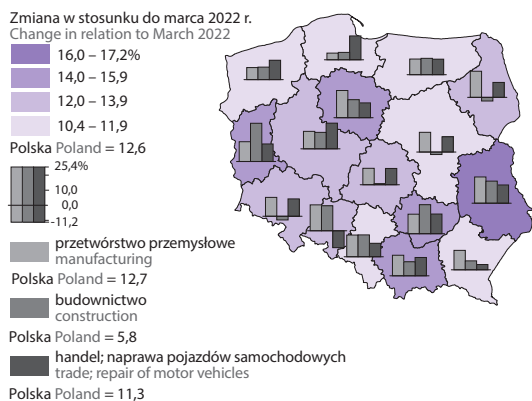 Zmiana w stosunku do marca 2022 r.
Change in relation to March 2022
16,0 – 17,2%
14,0 – 15,9
12,0 – 13,9
10,4 – 11,9
Polska Poland = 12,6
25,4%
10,0
0,0
-11,2
przetwórstwo przemysłowe
manufacturing
Polska Poland = 12,7
budownictwo
construction
Polska Poland = 5,8
handel; naprawa pojazdów samochodowych
trade; repair of motor vehicles
Polska Poland = 11,3